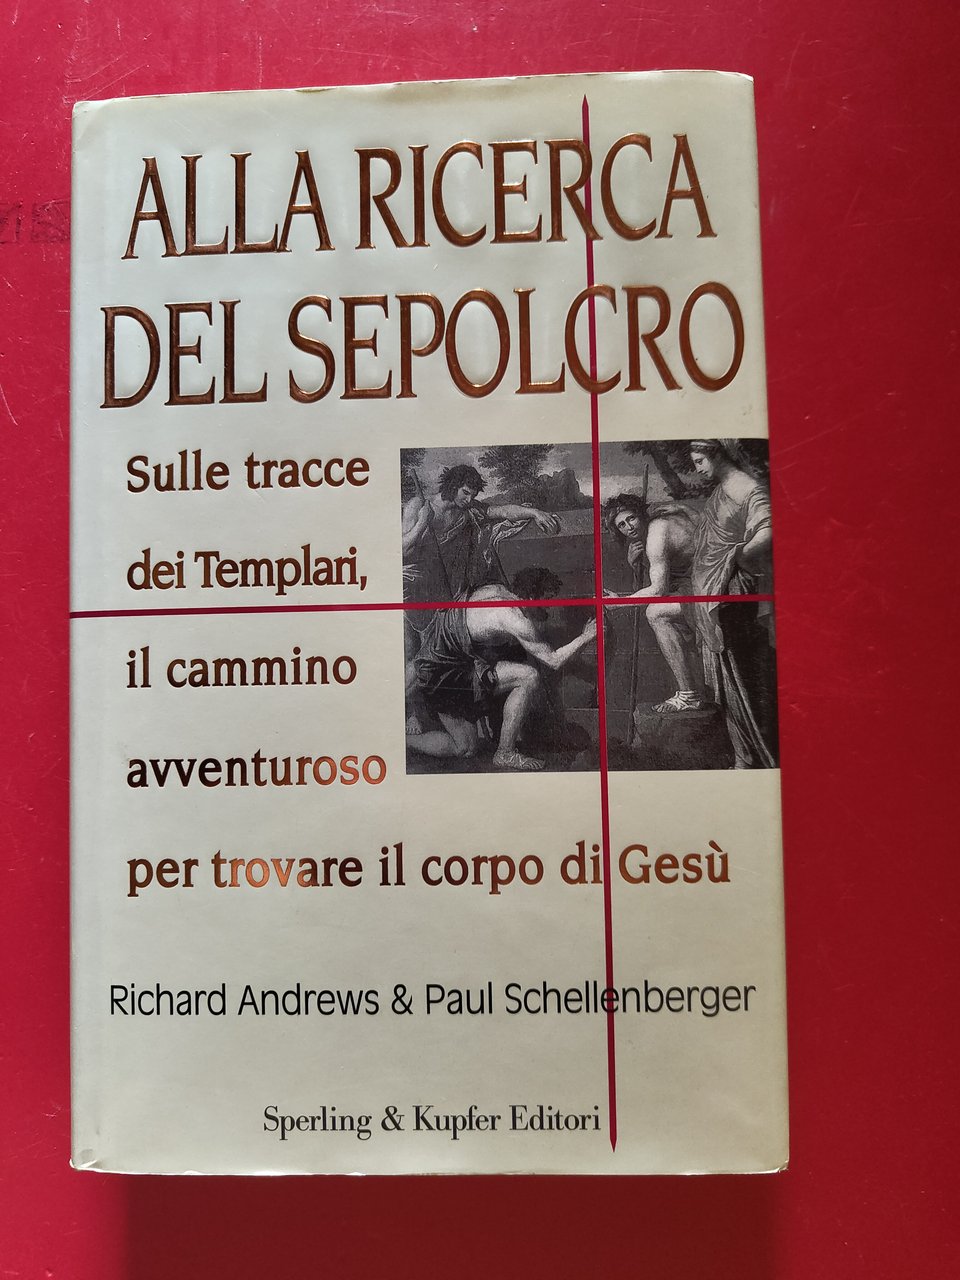 ALLA RICERCA
DEL SEPOLCRO
Sulle tracce
dei Templari,
il cammino
avventuroso
per trovare il corpo di Gesù
Richard Andrews & Paul Schellenberger
Sperling & Kupfer Editori